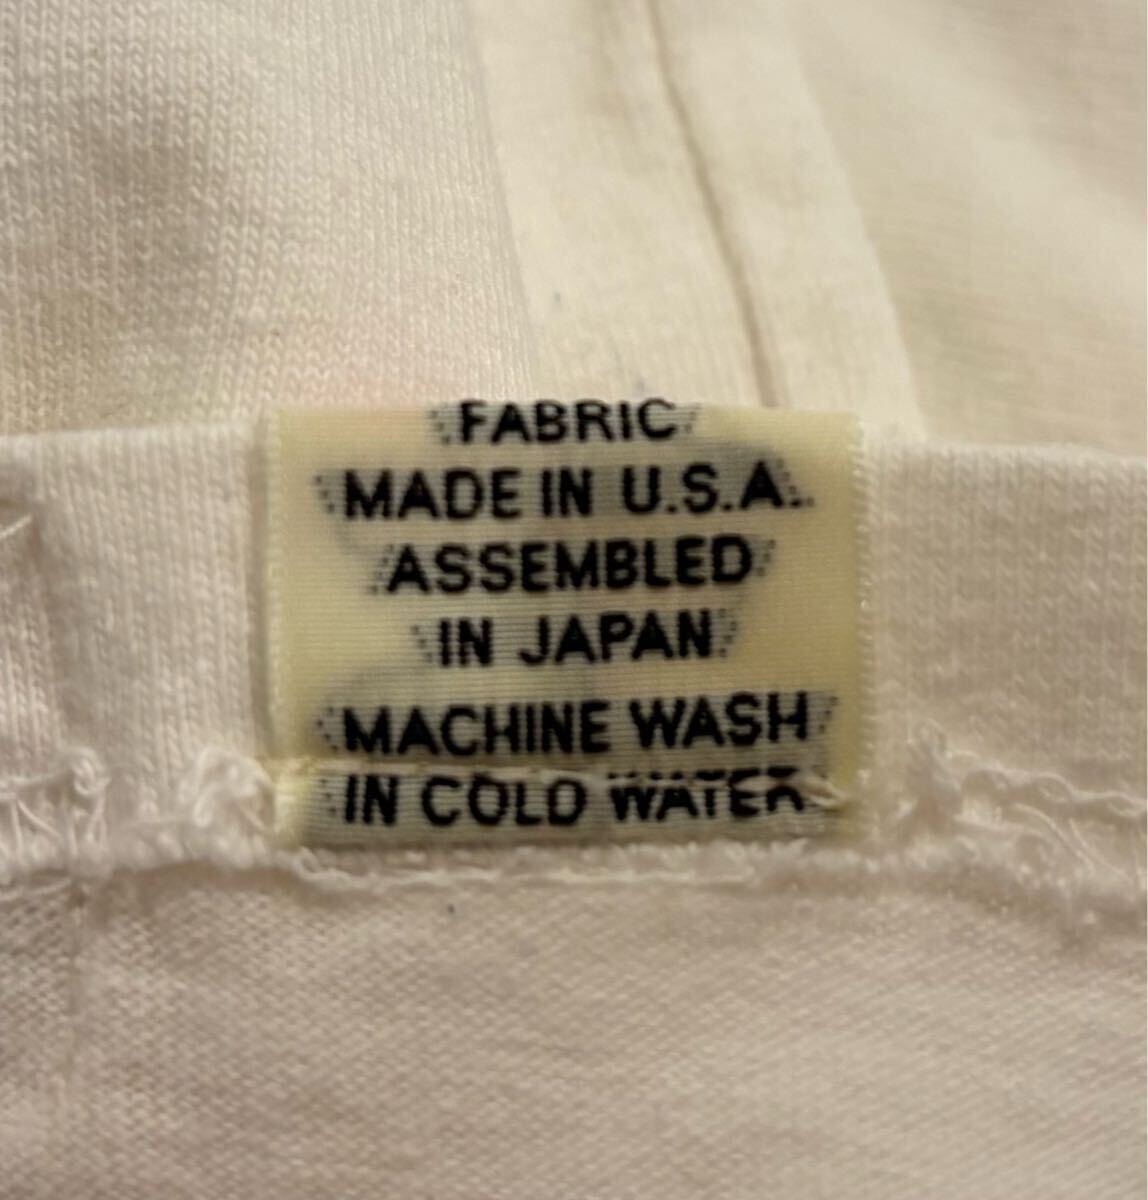 FABRIC
MADE IN U.S.A.
ASSEMBLED
IN JAPAN
MACHINE WASH
IN COLD WATER